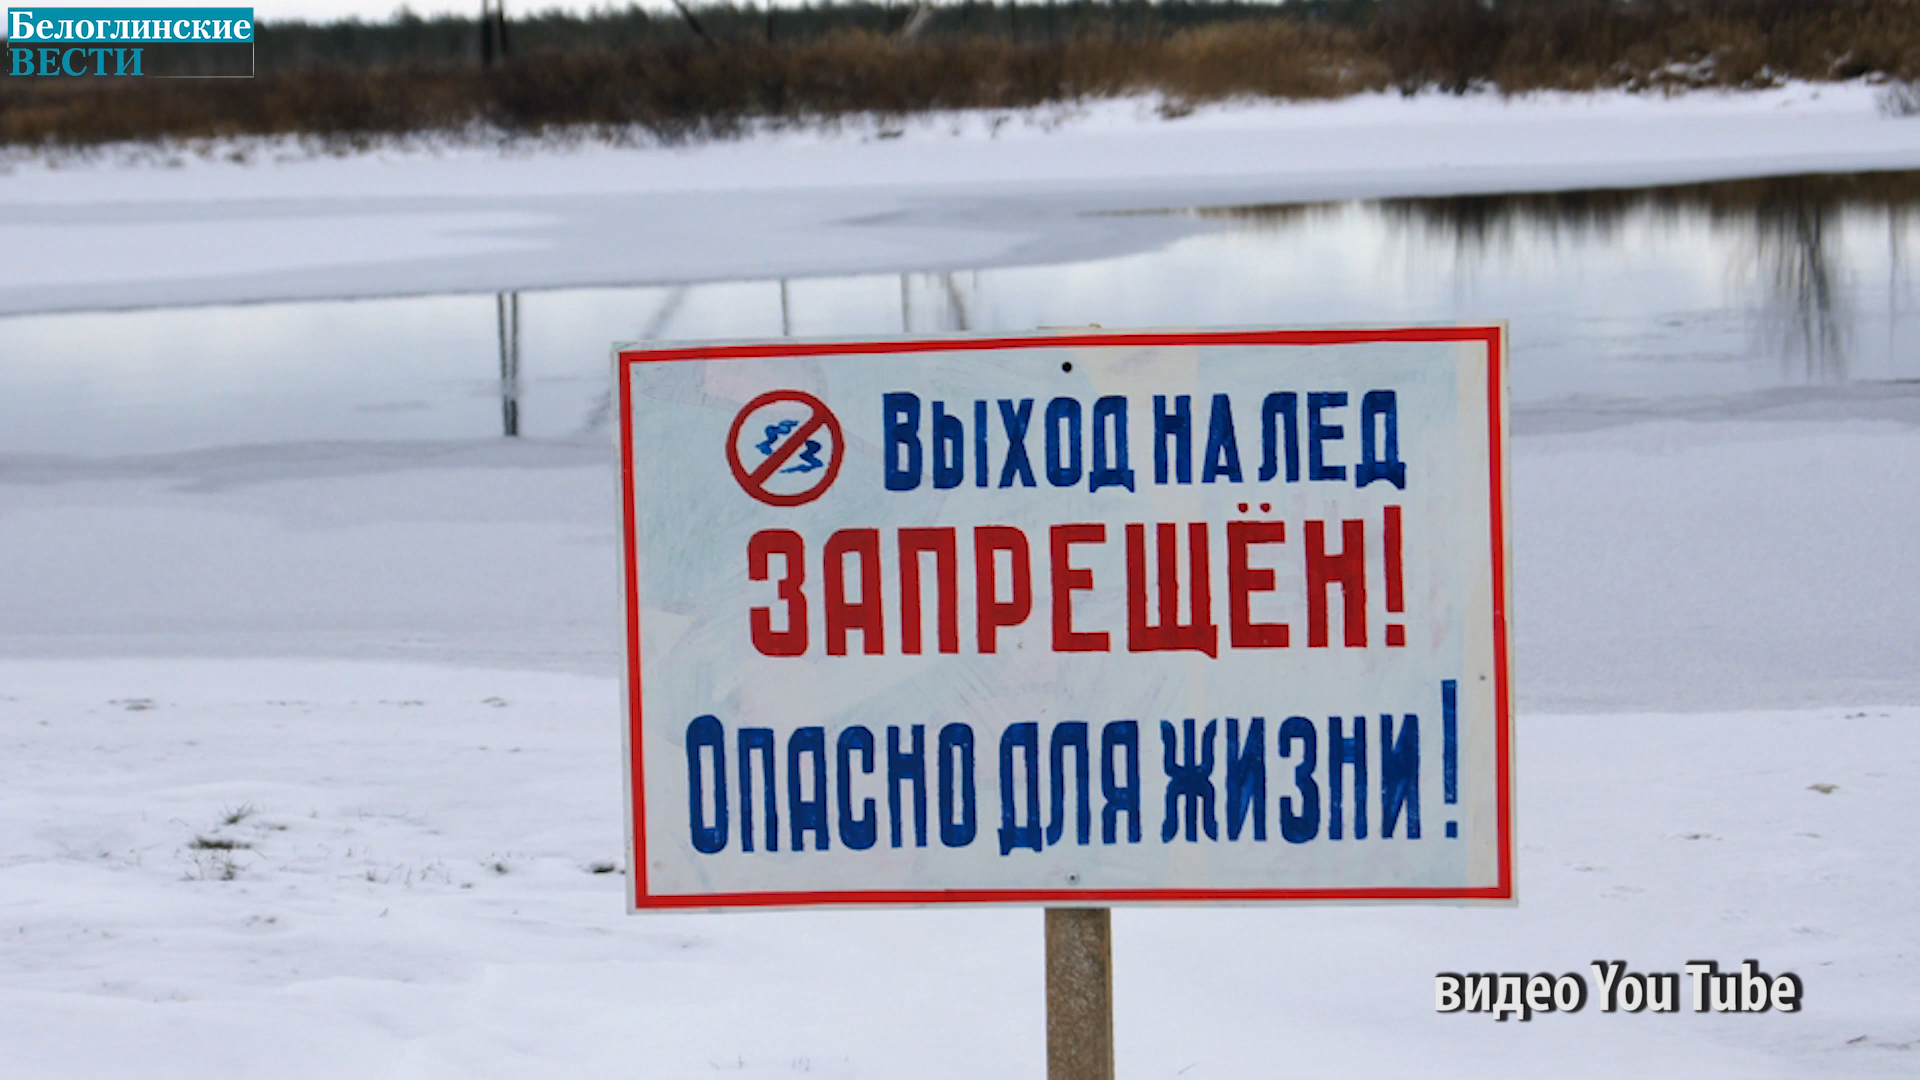 Белоглинские
ВЕСТИ
Выход на лед
ЗАПРЕЩЁН!
Опасно для жизни!
видео You Tube